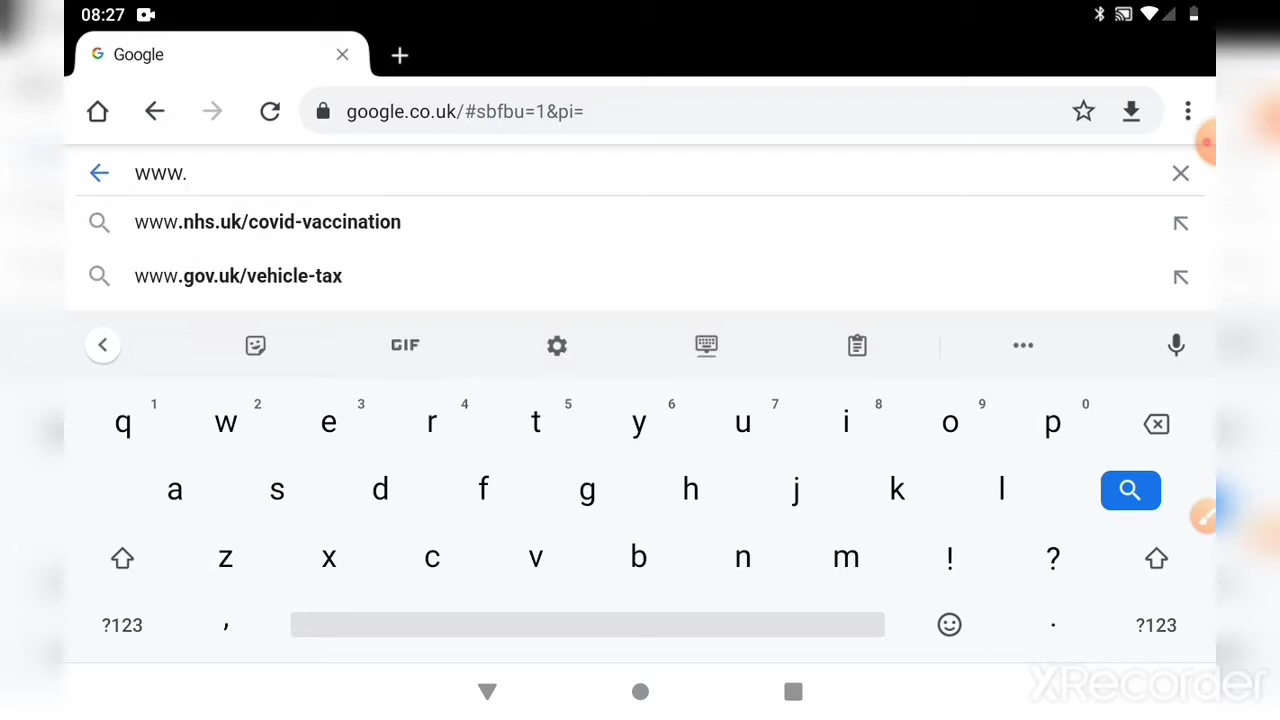 08:27
Google
google.co.uk/#sbfbu=1&pi=
www.
www.nhs.uk/covid-vaccination
www.gov.uk/vehicle-tax
GIF
1 2 3 4 5 6 7 8 9 0
q w e r t y u i o p
a s d f g h j k l
z x c v b n m ! ?
?123 , . ?123
XRecorder